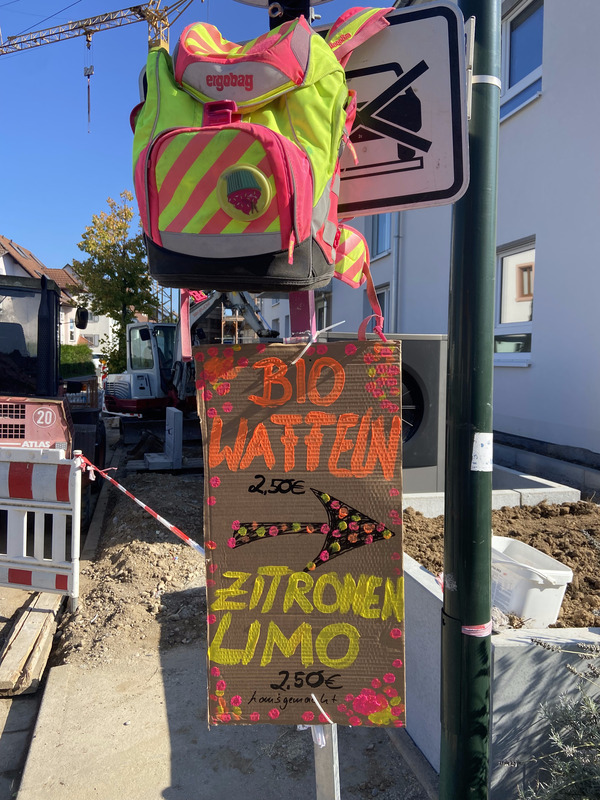 ergobag
BIO
WAFFELN
2,50€
ZITRONEN
LIMO
2,50€
hausgemacht
20
ATLAS